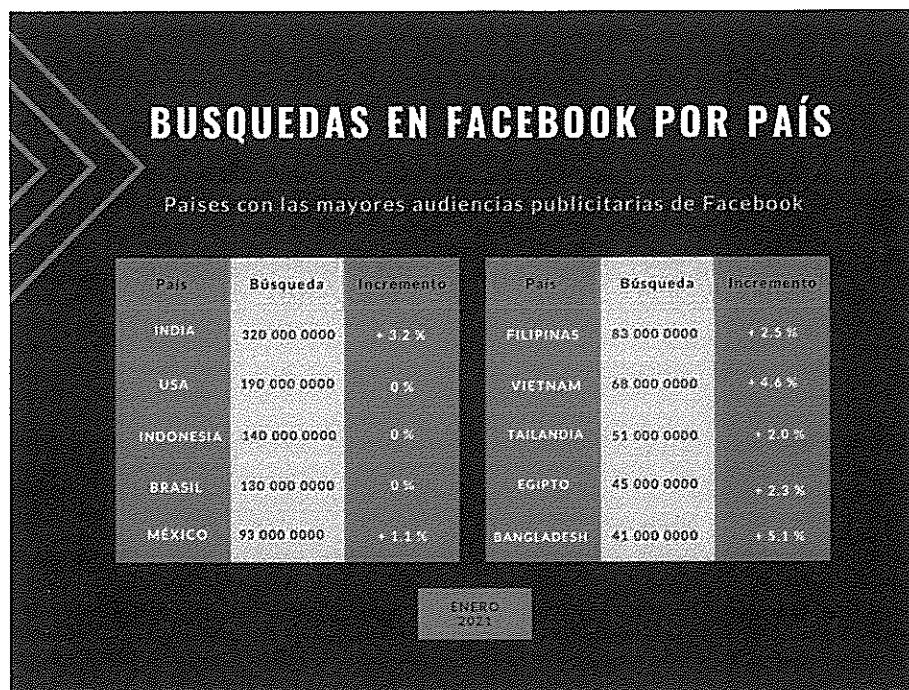 BUSQUEDAS EN FACEBOOK POR PAÍS
Paises con las mayores audiencias publicitarias de Facebook
País Búsqueda Incremento
INDIA 320 000 0000 + 3.2 %
USA 190 000 0000 0 %
INDONESIA 140 000 0000 0 %
BRASIL 130 000 0000 0 %
MÉXICO 93 000 0000 + 1.1 %
País Búsqueda Incremento
FILIPINAS 83 000 0000 + 2.5 %
VIETNAM 68 000 0000 + 4.6 %
TAILANDIA 51 000 0000 + 2.0 %
EGIPTO 45 000 0000 + 2.3 %
BANGLADESH 41 000 0000 + 5.1 %
ENERO
2021